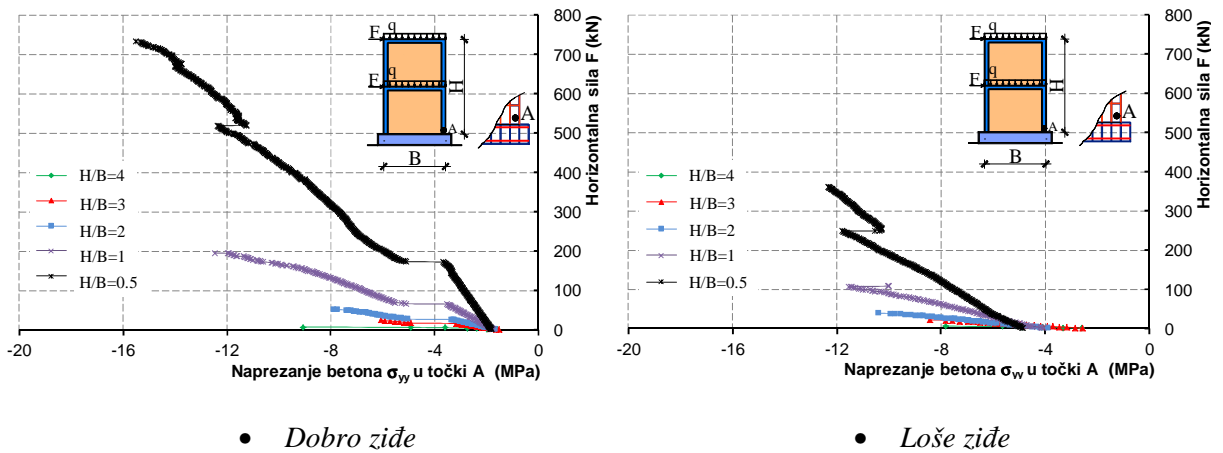 F
q
F
q
H
A
B
A
H/B=4
H/B=3
H/B=2
H/B=1
H/B=0.5
800
700
600
500
400
300
200
100
0
Horizontalna sila F (kN)
-20
-16
-12
-8
-4
0
Naprezanje betona σyy u točki A (MPa)
• Dobro ziđe
F
q
F
q
H
A
B
A
H/B=4
H/B=3
H/B=2
H/B=1
H/B=0.5
800
700
600
500
400
300
200
100
0
Horizontalna sila F (kN)
-20
-16
-12
-8
-4
0
Naprezanje betona σyy u točki A (MPa)
• Loše ziđe